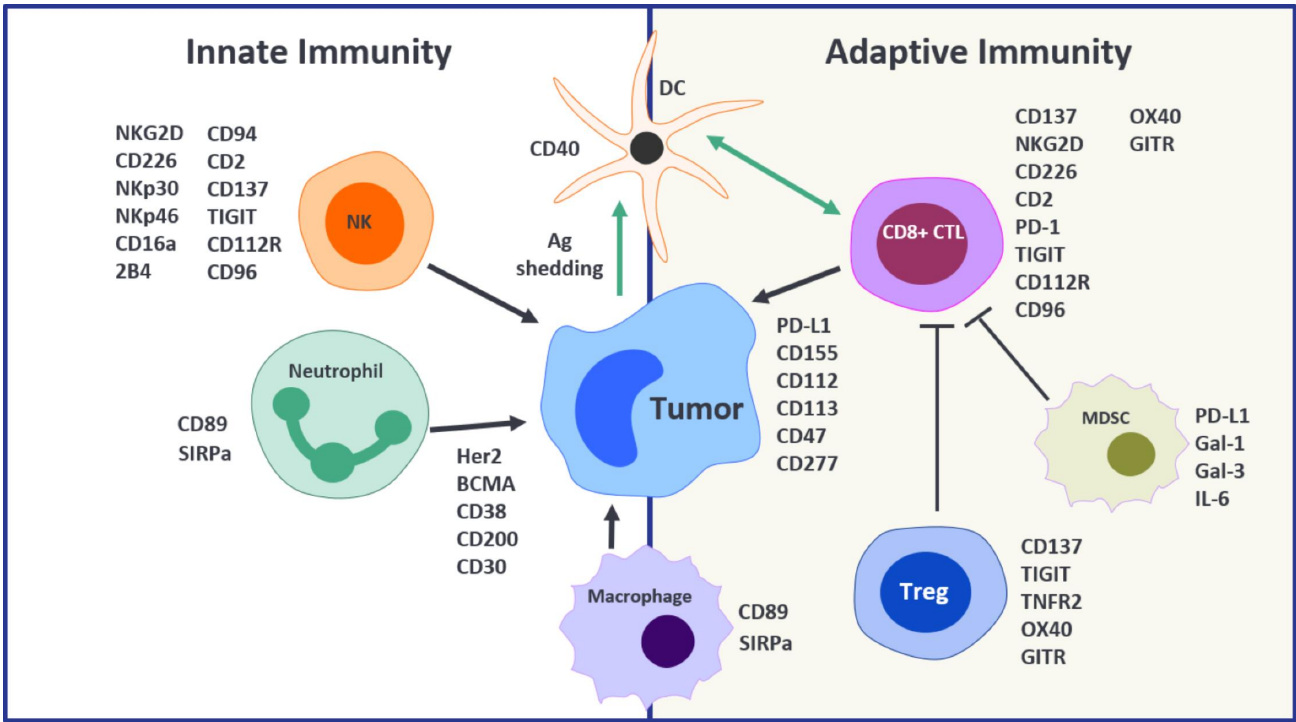 Innate Immunity
Adaptive Immunity
DC
CD40
NKG2D CD94
CD226 CD2
NKp30 CD137
NKp46 TIGIT
CD16a CD112R
2B4 CD96
NK
Ag
shedding
CD137 OX40
NKG2D GITR
CD226
CD2
PD-1
TIGIT
CD112R
CD96
CD8+ CTL
Neutrophil
CD89
SIRPa
Her2
BCMA
CD38
CD200
CD30
Tumor
PD-L1
CD155
CD112
CD113
CD47
CD277
MDSC
PD-L1
Gal-1
Gal-3
IL-6
Macrophage
CD89
SIRPa
Treg
CD137
TIGIT
TNFR2
OX40
GITR